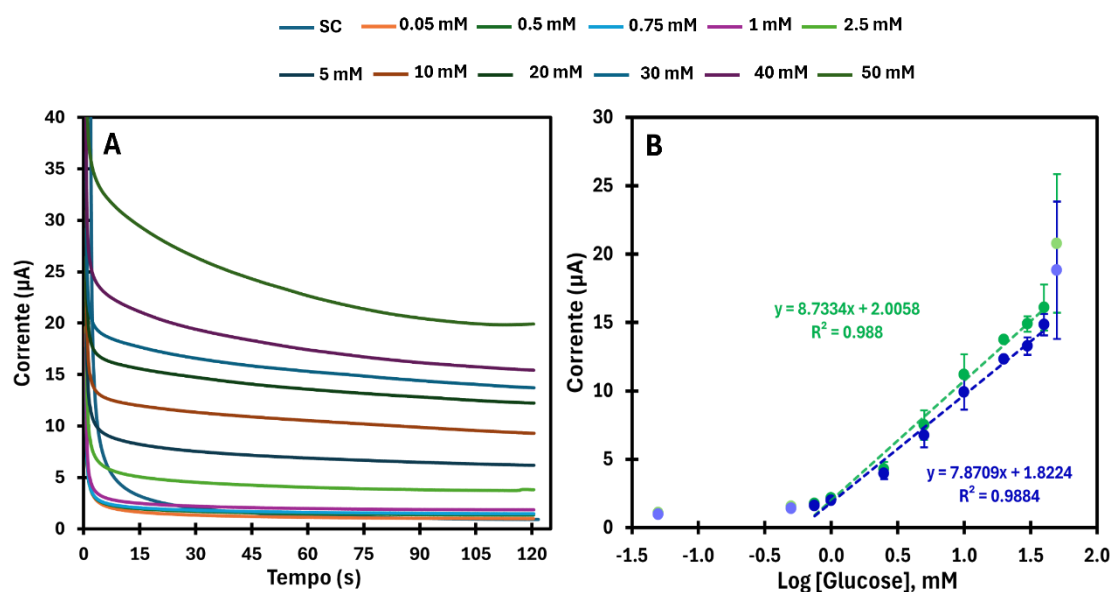 SC 0.05 mM 0.5 mM 0.75 mM 1 mM 2.5 mM
5 mM 10 mM 20 mM 30 mM 40 mM 50 mM
A
Corrente (µA)
40
35
30
25
20
15
10
5
0
0 15 30 45 60 75 90 105 120
Tempo (s)
B
Corrente (µA)
30
25
20
15
10
5
0
y = 8.7334x + 2.0058
R² = 0.988
y = 7.8709x + 1.8224
R² = 0.9884
-1.5 -1.0 -0.5 0.0 0.5 1.0 1.5 2.0
Log [Glucose], mM